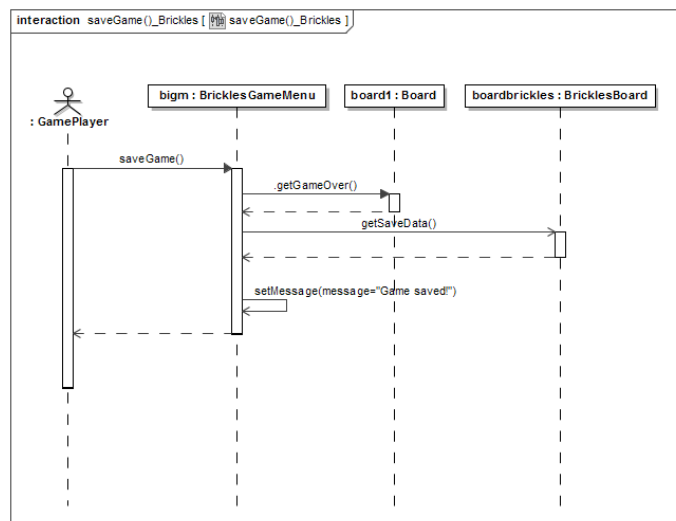 interaction saveGame()_Brickles [ saveGame()_Brickles ]
bigm : BricklesGameMenu
board1 : Board
boardbrickles : BricklesBoard
: GamePlayer
saveGame()
.getGameOver()
getSaveData()
setMessage(message="Game saved!")